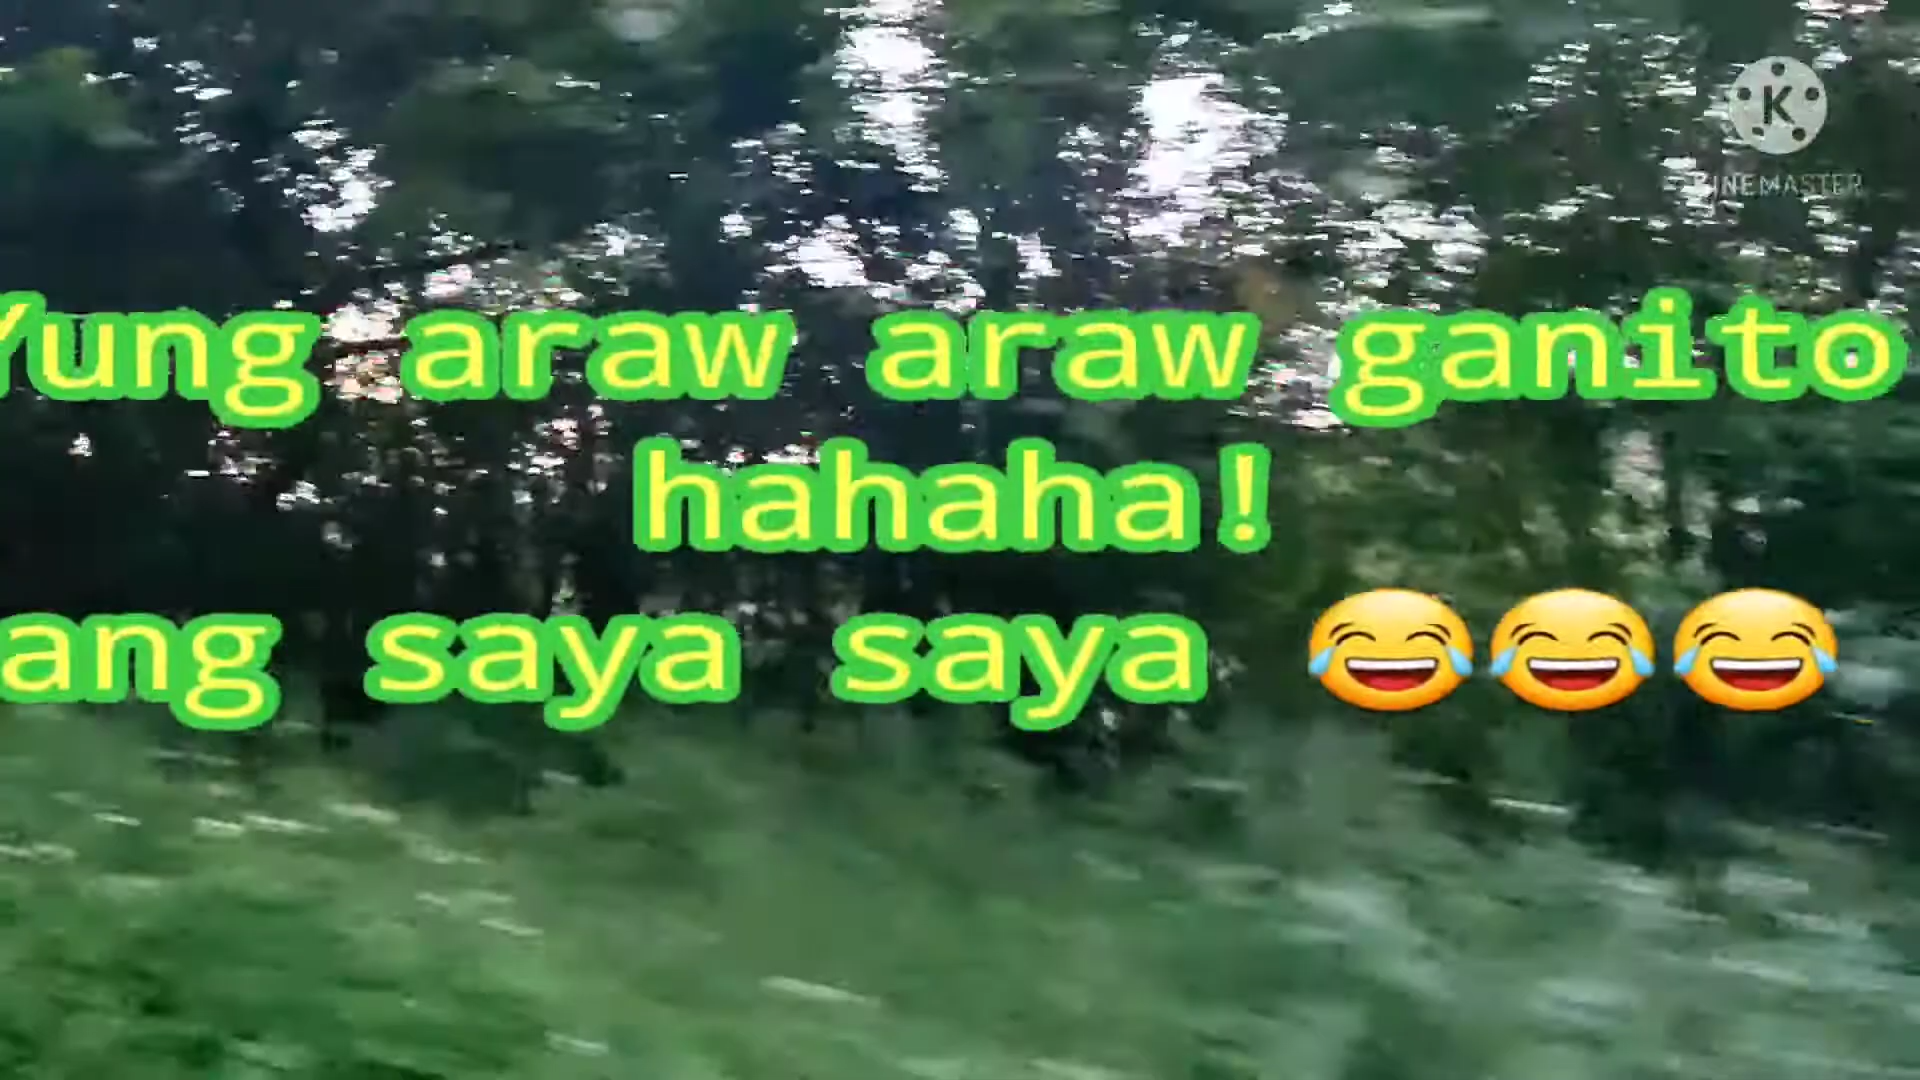 K
KINEMASTER
Yung araw araw ganito
hahaha!
ang saya saya 😂😂😂